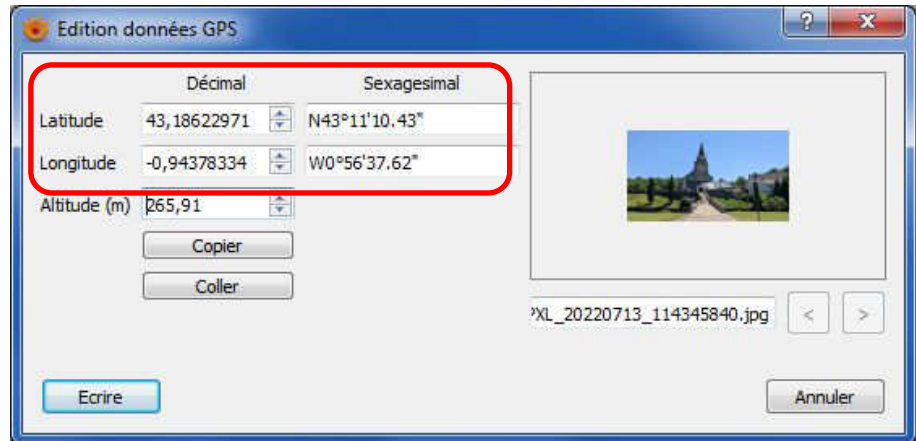 Edition données GPS
Décimal Sexagesimal
Latitude 43,18622971 N43°11'10.43"
Longitude -0,94378334 W0°56'37.62"
Altitude (m) 265,91
Copier
Coller
PXL_20220713_114345840.jpg < >
Ecrire Annuler